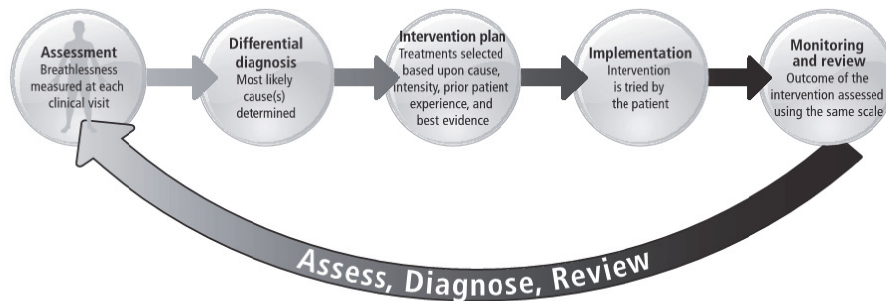 Assessment
Breathlessness
measured at each
clinical visit
Differential
diagnosis
Most likely
cause(s)
determined
Intervention plan
Treatments selected
based upon cause,
intensity, prior patient
experience, and
best evidence
Implementation
Intervention
is tried by
the patient
Monitoring
and review
Outcome of the
intervention assessed
using the same scale
Assess, Diagnose, Review